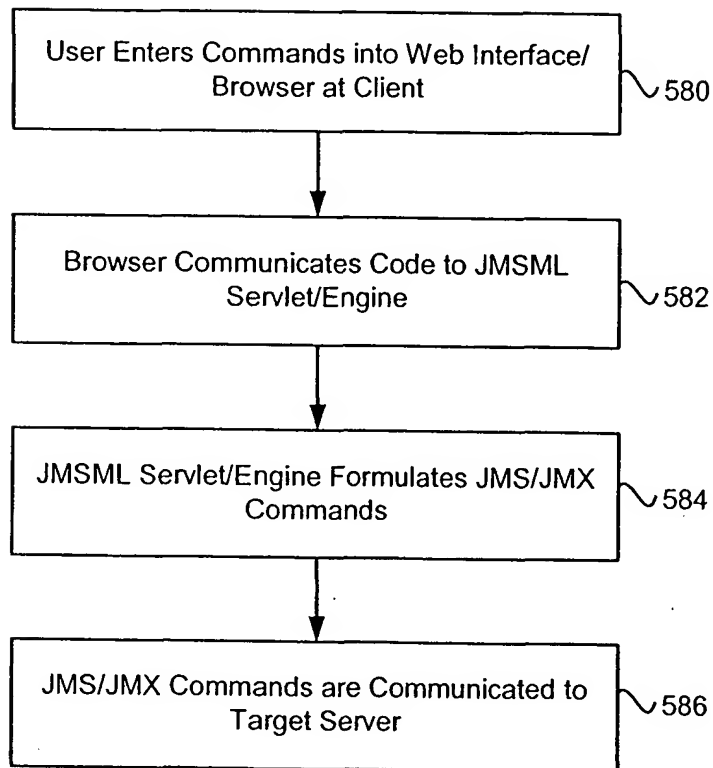 User Enters Commands into Web Interface/
Browser at Client
580
Browser Communicates Code to JMSML
Servlet/Engine
582
JMSML Servlet/Engine Formulates JMS/JMX
Commands
584
JMS/JMX Commands are Communicated to
Target Server
586